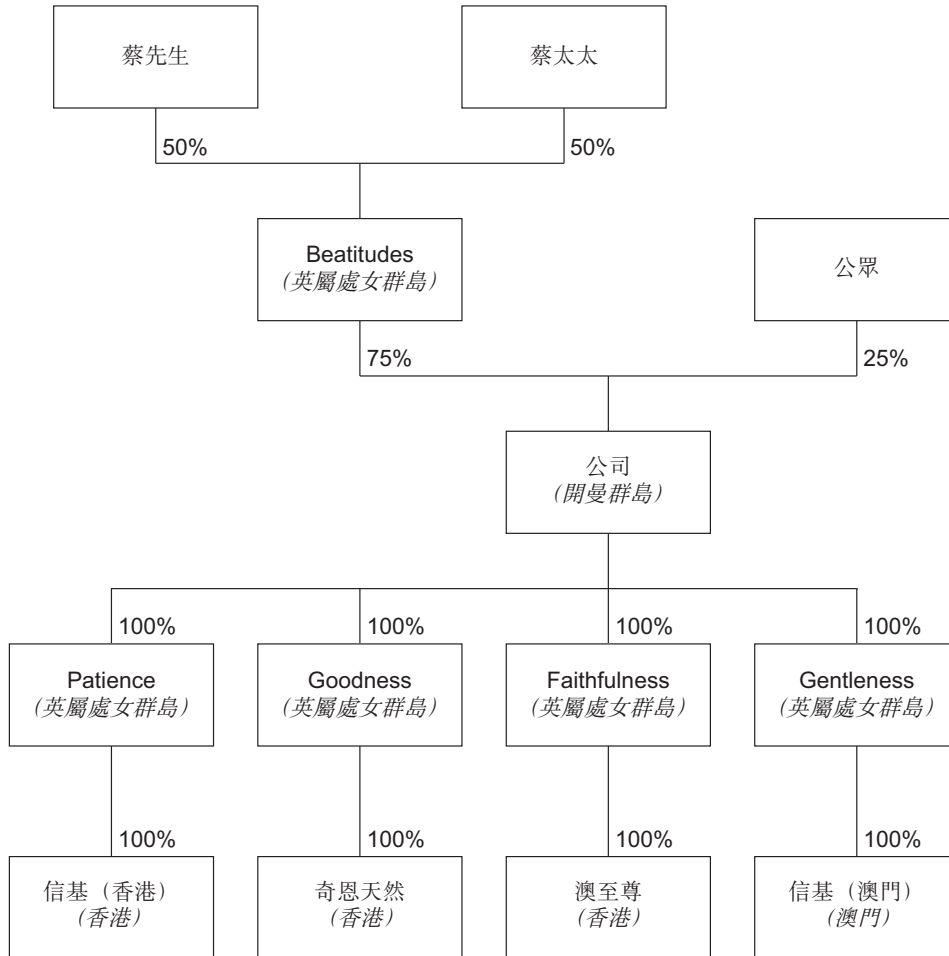 蔡先生
蔡太太
50%
50%
Beatitudes
(英屬處女群島)
公眾
75%
25%
公司
(開曼群島)
100%
100%
100%
100%
Patience
(英屬處女群島)
Goodness
(英屬處女群島)
Faithfulness
(英屬處女群島)
Gentleness
(英屬處女群島)
100%
100%
100%
100%
信基（香港）
(香港)
奇恩天然
(香港)
澳至尊
(香港)
信基（澳門）
(澳門)